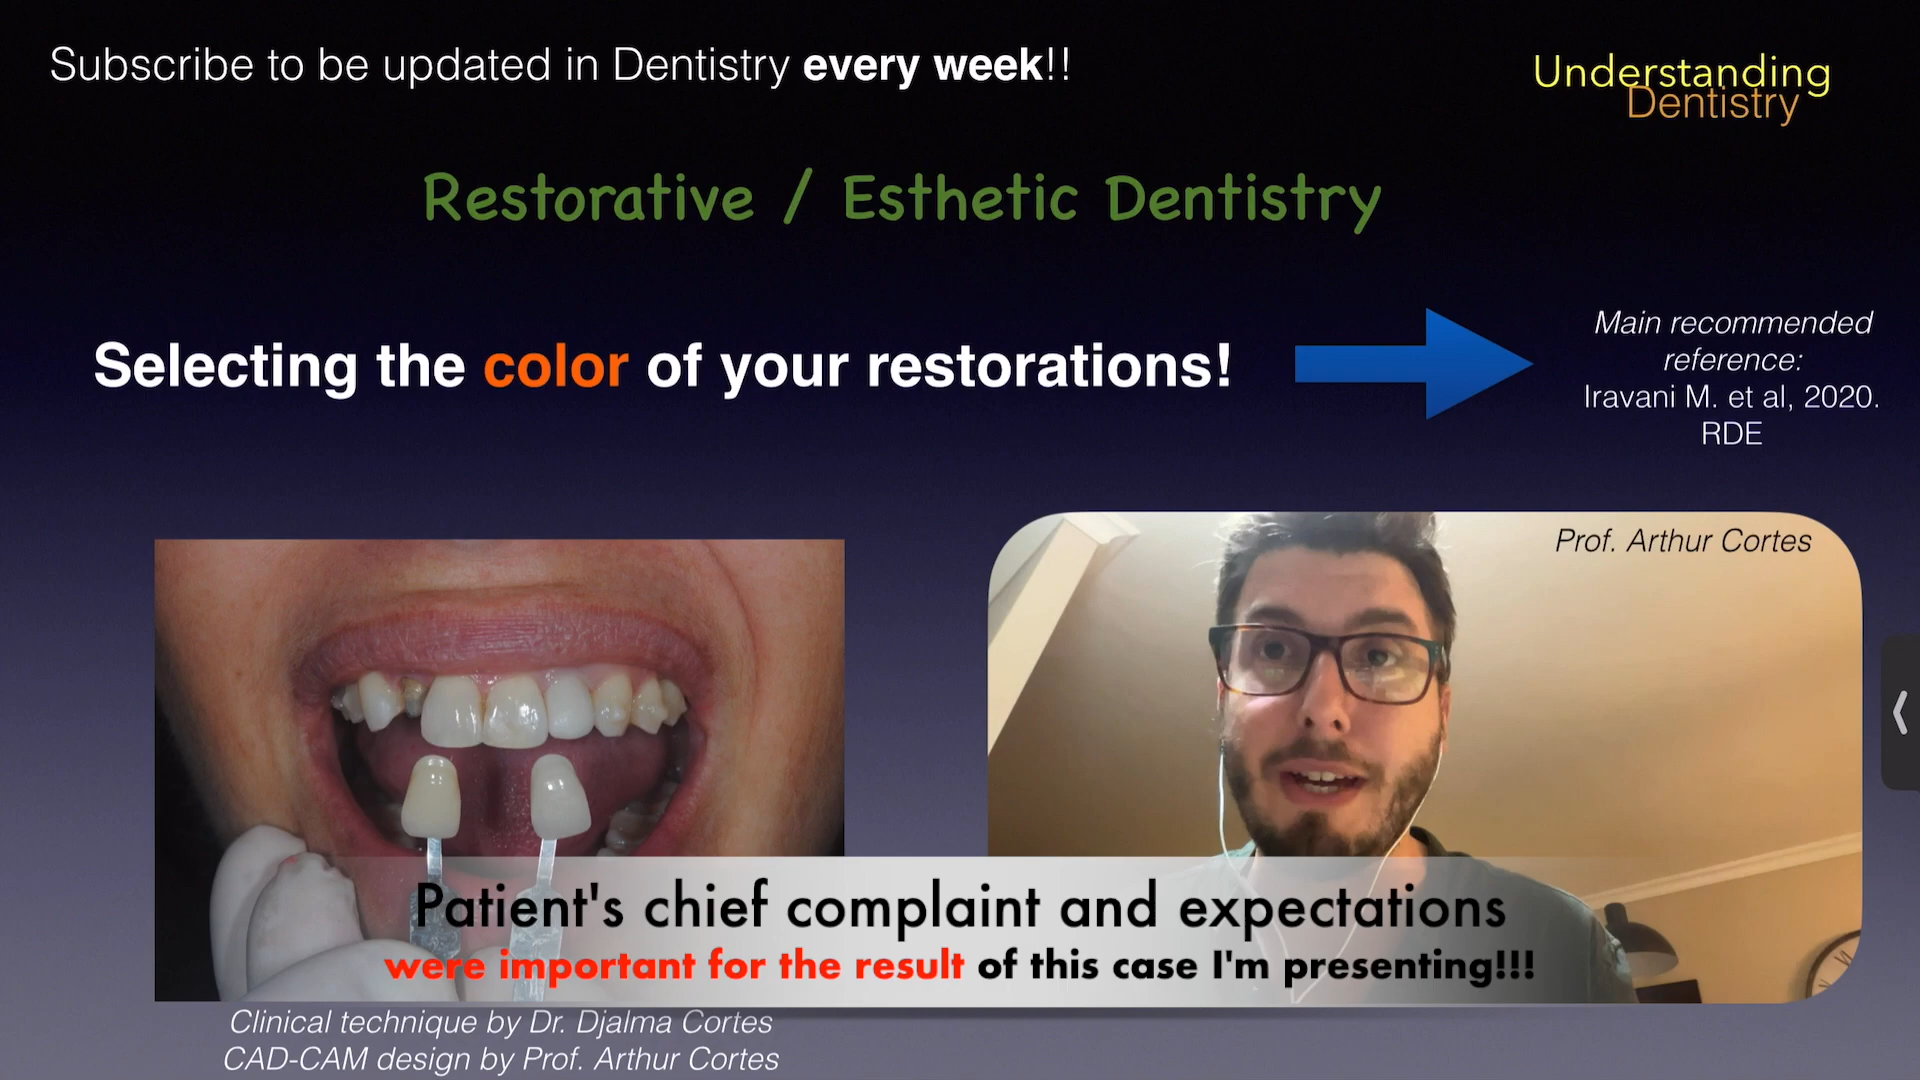 Subscribe to be updated in Dentistry every week!!
Understanding
Dentistry
Restorative / Esthetic Dentistry
Selecting the color of your restorations!
Main recommended
reference:
Iravani M. et al, 2020.
RDE
Prof. Arthur Cortes
Patient's chief complaint and expectations
were important for the result of this case I'm presenting!!!
Clinical technique by Dr. Djalma Cortes
CAD-CAM design by Prof. Arthur Cortes